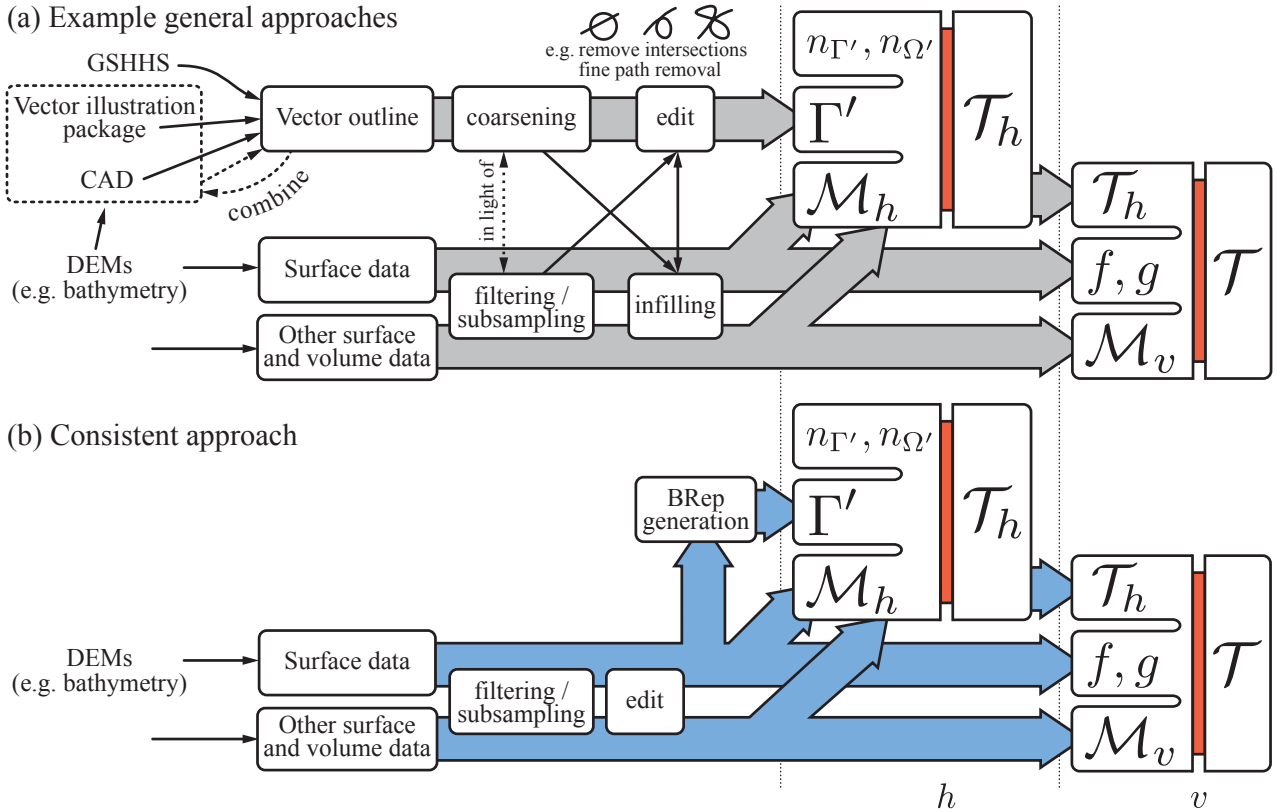 (a) Example general approaches
e.g. remove intersections
fine path removal
GSHHS
Vector illustration
package
CAD
combine
Vector outline
coarsening
edit
in light of
DEMs
(e.g. bathymetry)
Surface data
filtering /
subsampling
infilling
Other surface
and volume data
n_{Γ′}, n_{Ω′}
Γ′
ℳ_h
𝒯_h
𝒯_h
f, g
ℳ_v
𝒯
(b) Consistent approach
BRep
generation
DEMs
(e.g. bathymetry)
Surface data
filtering /
subsampling
edit
Other surface
and volume data
n_{Γ′}, n_{Ω′}
Γ′
ℳ_h
𝒯_h
𝒯_h
f, g
ℳ_v
𝒯
h
v